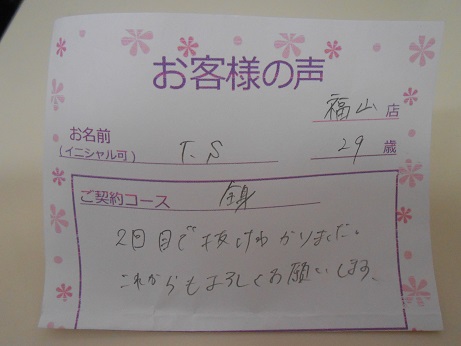 お客様の声
福山 店
お名前
(イニシャル可) T.S 29 歳
ご契約コース 全身
2回目で抜けわかりました。
これからもよろしくお願いします。